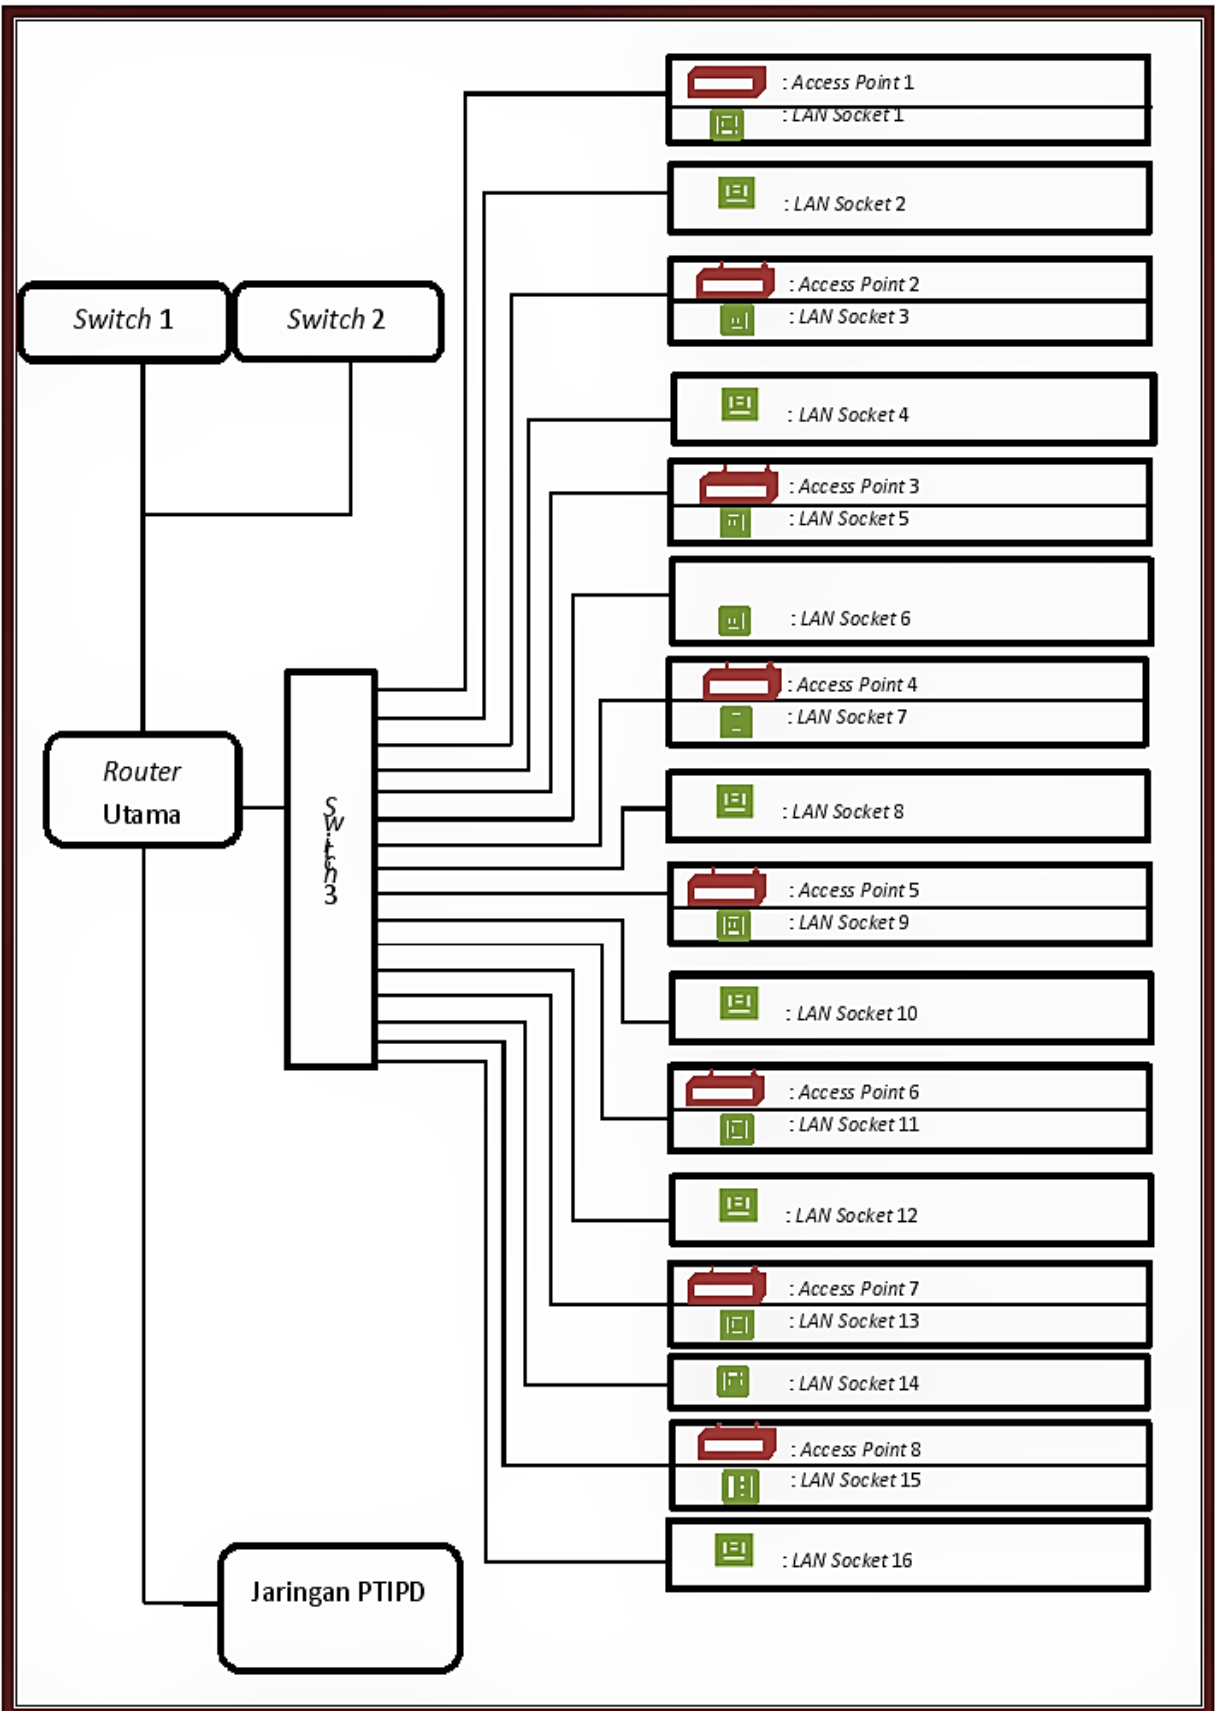 : Access Point 1
: LAN Socket 1
: LAN Socket 2
: Access Point 2
: LAN Socket 3
Switch 1
Switch 2
: LAN Socket 4
: Access Point 3
: LAN Socket 5
: LAN Socket 6
: Access Point 4
: LAN Socket 7
Router
Utama
Switch 3
: LAN Socket 8
: Access Point 5
: LAN Socket 9
: LAN Socket 10
: Access Point 6
: LAN Socket 11
: LAN Socket 12
: Access Point 7
: LAN Socket 13
: LAN Socket 14
: Access Point 8
: LAN Socket 15
: LAN Socket 16
Jaringan PTIPD